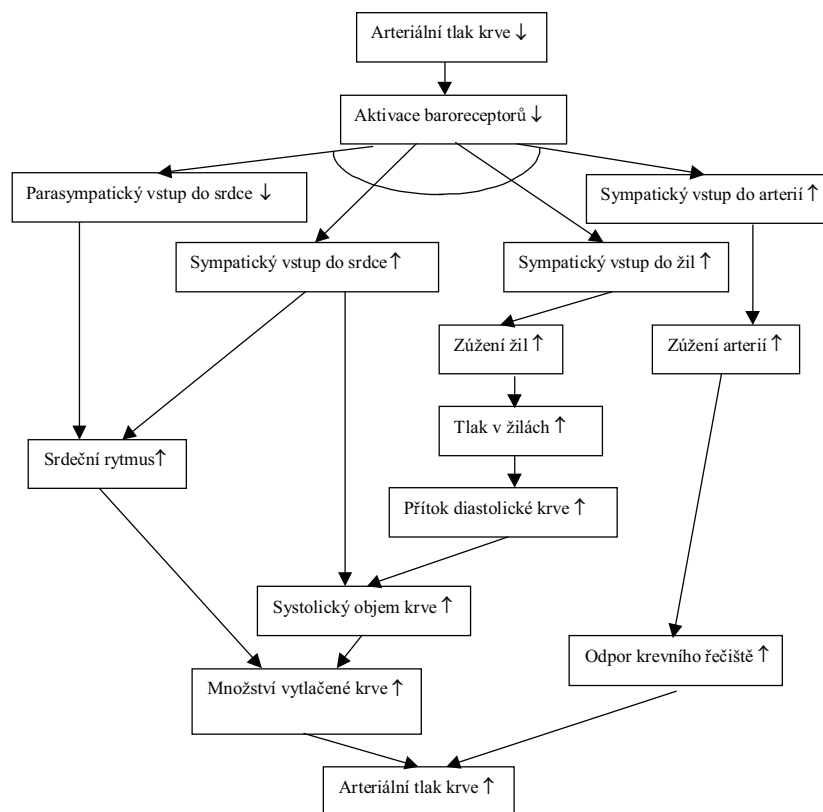 Arteriální tlak krve ↓
Aktivace baroreceptorů ↓
Parasympatický vstup do srdce ↓
Sympatický vstup do arterií ↑
Sympatický vstup do srdce ↑
Sympatický vstup do žil ↑
Zúžení žil ↑
Zúžení arterií ↑
Tlak v žilách ↑
Srdeční rytmus↑
Přítok diastolické krve ↑
Systolický objem krve ↑
Odpor krevního řečiště ↑
Množství vytlačené krve ↑
Arteriální tlak krve ↑